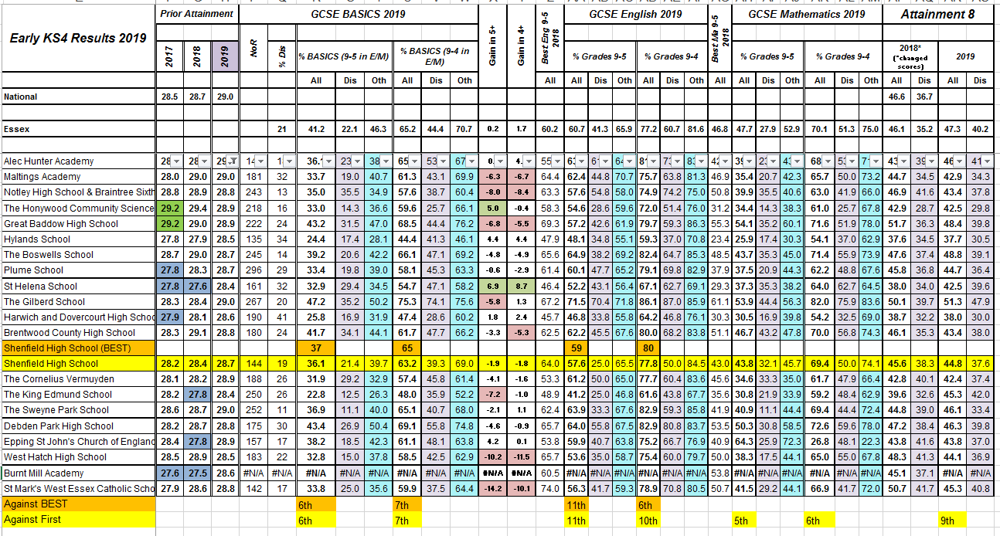 Early KS4 Results 2019
Prior Attainment GCSE BASICS 2019 GCSE English 2019 GCSE Mathematics 2019 Attainment 8
2017 2018 2019 NoR % Dis % BASICS (9-5 in E/M) % BASICS (9-4 in E/M) Gain in 5+ Gain in 4+ Best Eng 9-5 2018 % Grades 9-5 % Grades 9-4 Best Ma 9-5 2018 % Grades 9-5 % Grades 9-4 2018* (*changed scores) 2019
All Dis Oth All Dis Oth All All Dis Oth All Dis Oth All All Dis Oth All Dis Oth All Dis All Dis
National 28.5 28.7 29.0 46.6 36.7
Essex 21 41.2 22.1 46.3 65.2 44.4 70.7 0.2 1.7 60.2 60.7 41.3 65.9 77.2 60.7 81.6 46.8 47.7 27.9 52.9 70.1 51.3 75.0 46.1 35.2 47.3 40.2
Alec Hunter Academy
Maltings Academy 28.0 29.0 29.0 181 32 33.7 19.0 40.7 61.3 43.1 69.9 -6.3 -6.7 64.4 62.4 44.8 70.7 75.7 63.8 81.3 46.9 35.4 20.7 42.3 65.7 50.0 73.2 44.7 34.5 42.9 34.3
Notley High School & Braintree Sixth 28.8 28.9 28.8 243 13 35.0 35.5 34.9 57.6 38.7 60.4 -8.0 -8.4 63.3 57.6 54.8 58.0 74.9 74.2 75.0 50.8 39.9 35.5 40.6 63.0 41.9 66.0 46.9 41.6 43.4 37.8
The Honywood Community Science 29.2 29.4 28.9 218 16 33.0 14.3 36.6 59.6 25.7 66.1 5.0 -0.4 58.3 54.6 28.6 59.6 72.0 51.4 76.0 31.2 34.4 14.3 38.3 61.0 25.7 67.8 42.9 28.7 42.5 29.8
Great Baddow High School 29.2 29.0 28.9 222 24 43.2 31.5 47.0 68.5 44.4 76.2 -6.8 -5.5 69.3 57.2 42.6 61.9 79.7 59.3 86.3 55.3 54.1 35.2 60.1 71.6 51.9 78.0 51.7 36.3 48.4 39.8
Hylands School 27.8 27.9 28.5 135 34 24.4 17.4 28.1 44.4 41.3 46.1 4.4 4.4 47.9 48.1 34.8 55.1 59.3 37.0 70.8 23.4 25.9 17.4 30.3 54.1 37.0 62.9 37.6 34.5 37.7 30.5
The Boswells School 28.7 29.0 28.7 245 14 39.2 20.6 42.2 66.1 47.1 69.2 -4.8 -4.9 65.6 64.9 38.2 69.2 82.4 64.7 85.3 48.5 43.7 35.3 45.0 71.4 55.9 73.9 47.6 37.4 48.8 39.1
Plume School 27.8 28.3 28.7 296 29 33.4 19.8 39.0 58.1 45.3 63.3 -0.6 -2.9 61.4 60.1 47.7 65.2 79.1 69.8 82.9 37.9 37.5 20.9 44.3 62.2 48.8 67.6 45.8 36.8 44.7 36.4
St Helena School 27.8 27.6 28.4 161 32 32.9 29.4 34.5 54.7 47.1 58.2 6.9 8.7 46.4 52.2 43.1 56.4 67.1 62.7 69.1 29.3 37.3 35.3 38.2 64.0 62.7 64.5 38.0 34.0 42.5 39.6
The Gilberd School 28.3 28.4 29.0 267 20 47.2 35.2 50.2 75.3 74.1 75.6 -5.8 1.3 67.2 71.5 70.4 71.8 86.1 87.0 85.9 61.1 53.9 44.4 56.3 82.0 75.9 83.6 50.1 39.7 51.3 47.9
Harwich and Dovercourt High Schoo 27.9 28.1 28.6 190 41 25.8 16.9 31.9 47.4 28.6 60.2 1.8 2.4 45.7 46.8 33.8 55.8 64.2 46.8 76.1 30.3 30.5 16.9 39.8 54.2 32.5 69.0 38.7 32.2 38.0 30.0
Brentwood County High School 28.3 29.1 28.8 180 24 41.7 34.1 44.1 61.7 47.7 66.2 -3.3 -5.3 62.5 62.2 45.5 67.6 80.0 68.2 83.8 51.1 46.7 43.2 47.8 70.0 56.8 74.3 46.1 35.3 43.4 38.0
Shenfield High School (BEST) 37 65 59 80
Shenfield High School 28.2 28.4 28.7 144 19 36.1 21.4 39.7 63.2 39.3 69.0 -1.9 -1.8 64.0 57.6 25.0 65.5 77.8 50.0 84.5 43.0 43.8 32.1 45.7 69.4 50.0 74.1 45.6 38.3 44.8 37.6
The Cornelius Vermuyden 28.1 28.2 28.9 188 26 31.9 29.2 32.9 57.4 45.8 61.4 -4.1 -1.6 53.3 61.2 50.0 65.0 77.7 60.4 83.6 45.6 34.6 33.3 35.0 61.7 47.9 66.4 42.8 40.1 42.4 37.4
The King Edmund School 28.2 27.8 28.4 250 26 22.8 12.5 26.3 48.0 35.9 52.2 -7.2 -1.0 48.9 41.2 25.0 46.8 61.6 43.8 67.7 35.6 30.8 21.9 33.9 59.2 48.4 62.9 39.6 32.6 45.3 42.0
The Sweyne Park School 28.6 28.7 29.0 252 11 36.9 11.1 40.0 65.1 40.7 68.0 -2.1 1.1 62.4 63.9 33.3 67.6 82.9 59.3 85.8 41.9 40.9 11.1 44.4 69.4 44.4 72.4 44.8 39.0 46.1 33.4
Debden Park High School 28.2 28.7 28.8 175 30 43.4 26.9 50.4 69.1 55.8 74.8 -4.6 -0.9 65.7 64.0 55.8 67.5 82.9 80.8 83.7 53.5 50.3 30.8 58.5 72.6 59.6 78.0 47.2 38.4 46.3 39.8
Epping St John's Church of England 28.4 27.8 28.9 157 17 38.2 18.5 42.3 61.1 48.1 63.8 4.2 0.1 53.8 59.9 40.7 63.8 75.2 66.7 76.9 40.9 64.3 25.9 72.3 26.8 48.1 22.3 43.8 41.6 43.8 37.0
West Hatch High School 28.5 28.9 28.5 183 22 32.8 15.0 37.8 58.5 42.5 62.9 -10.2 -11.5 65.7 53.6 35.0 58.7 75.4 60.0 79.7 50.0 38.3 17.5 44.1 65.0 55.0 67.8 48.3 41.3 44.1 36.9
Burnt Mill Academy 27.6 27.5 28.6 #N/A #N/A #N/A #N/A #N/A #N/A #N/A #N/A #N/A #N/A 60.5 #N/A #N/A #N/A #N/A #N/A #N/A 53.8 #N/A #N/A #N/A #N/A #N/A #N/A 45.1 37.1 #N/A #N/A
St Mark's West Essex Catholic Scho 27.9 28.6 28.8 142 17 33.8 25.0 35.6 59.9 37.5 64.4 -14.2 -10.1 74.0 56.3 41.7 59.3 78.9 70.8 80.5 50.7 41.5 29.2 44.1 66.9 41.7 72.0 50.7 41.7 45.3 40.8
Against BEST 6th 7th 11th 6th
Against First 6th 7th 11th 10th 5th 6th 9th